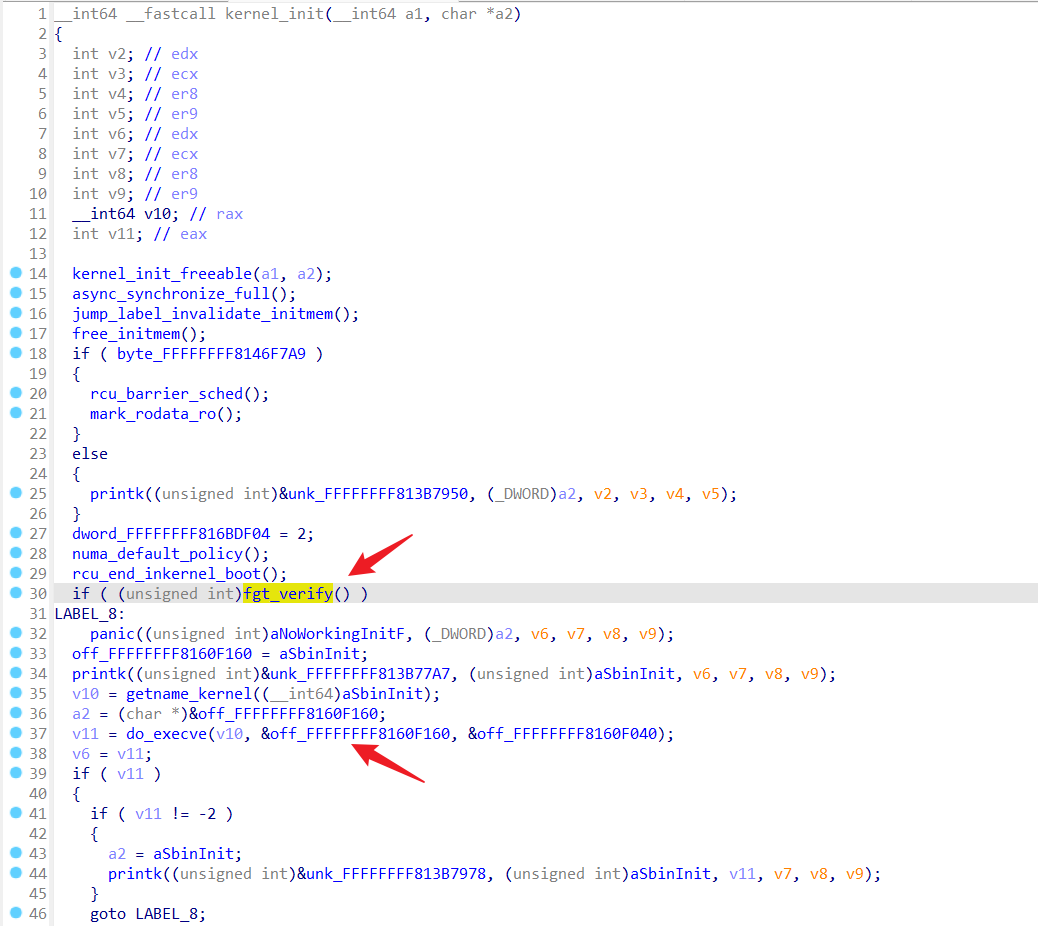 1 __int64 __fastcall kernel_init(__int64 a1, char *a2)
2 {
3 int v2; // edx
4 int v3; // ecx
5 int v4; // er8
6 int v5; // er9
7 int v6; // edx
8 int v7; // ecx
9 int v8; // er8
10 int v9; // er9
11 __int64 v10; // rax
12 int v11; // eax
13
14 kernel_init_freeable(a1, a2);
15 async_synchronize_full();
16 jump_label_invalidate_initmem();
17 free_initmem();
18 if ( byte_FFFFFFFF8146F7A9 )
19 {
20 rcu_barrier_sched();
21 mark_rodata_ro();
22 }
23 else
24 {
25 printk((unsigned int)&unk_FFFFFFFF813B7950, (_DWORD)a2, v2, v3, v4, v5);
26 }
27 dword_FFFFFFFF816BDF04 = 2;
28 numa_default_policy();
29 rcu_end_inkernel_boot();
30 if ( (unsigned int)fgt_verify() )
31 LABEL_8:
32 panic((unsigned int)aNoWorkingInitF, (_DWORD)a2, v6, v7, v8, v9);
33 off_FFFFFFFF8160F160 = aSbinInit;
34 printk((unsigned int)&unk_FFFFFFFF813B77A7, (unsigned int)aSbinInit, v6, v7, v8, v9);
35 v10 = getname_kernel((__int64)aSbinInit);
36 a2 = (char *)&off_FFFFFFFF8160F160;
37 v11 = do_execve(v10, &off_FFFFFFFF8160F160, &off_FFFFFFFF8160F040);
38 v6 = v11;
39 if ( v11 )
40 {
41 if ( v11 != -2 )
42 {
43 a2 = aSbinInit;
44 printk((unsigned int)&unk_FFFFFFFF813B7978, (unsigned int)aSbinInit, v11, v7, v8, v9);
45 }
46 goto LABEL_8;